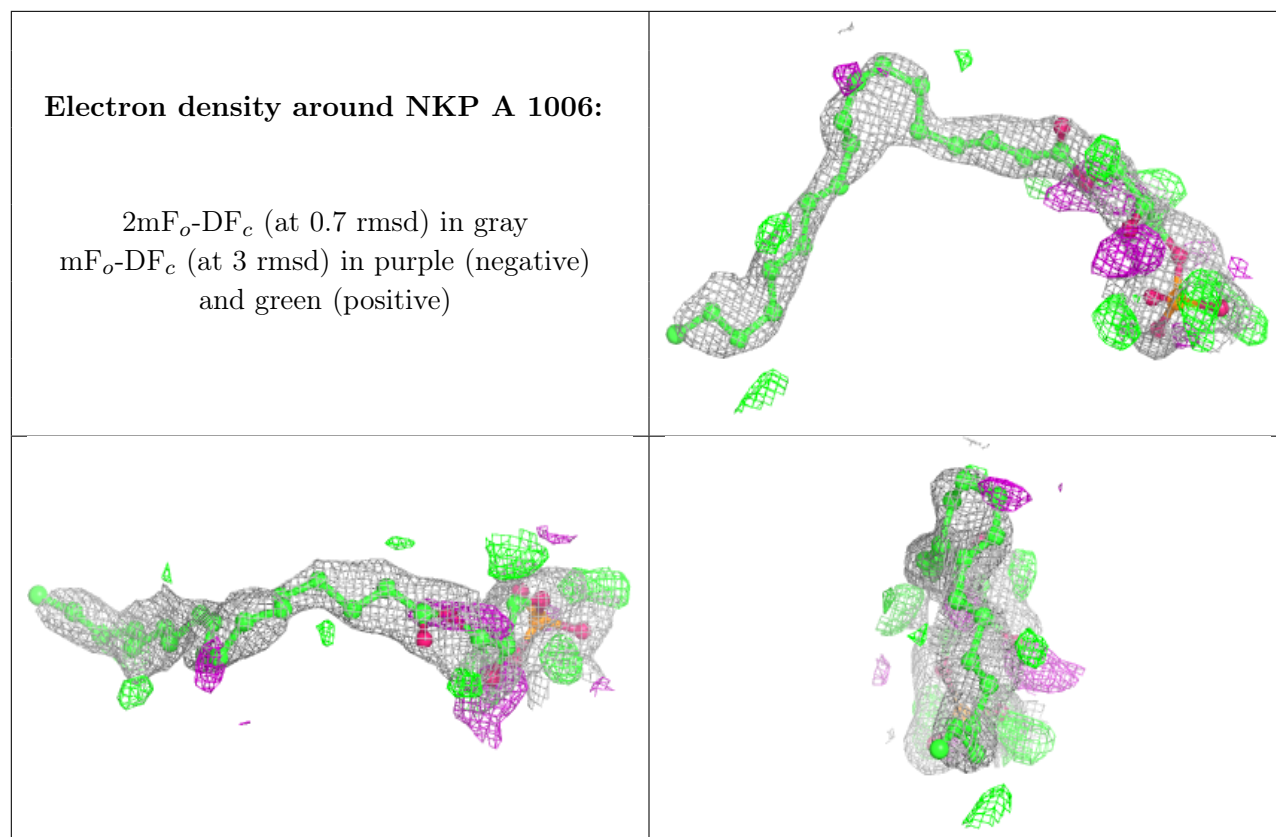 Electron density around NKP A 1006:
2mFo-DFc (at 0.7 rmsd) in gray
mFo-DFc (at 3 rmsd) in purple (negative)
and green (positive)